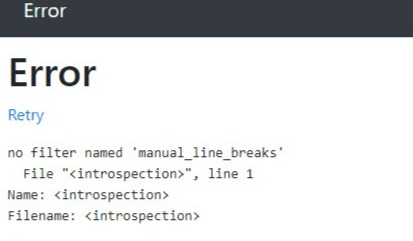 Error
Error
Retry
no filter named 'manual_line_breaks'
File "<introspection>", line 1
Name: <introspection>
Filename: <introspection>